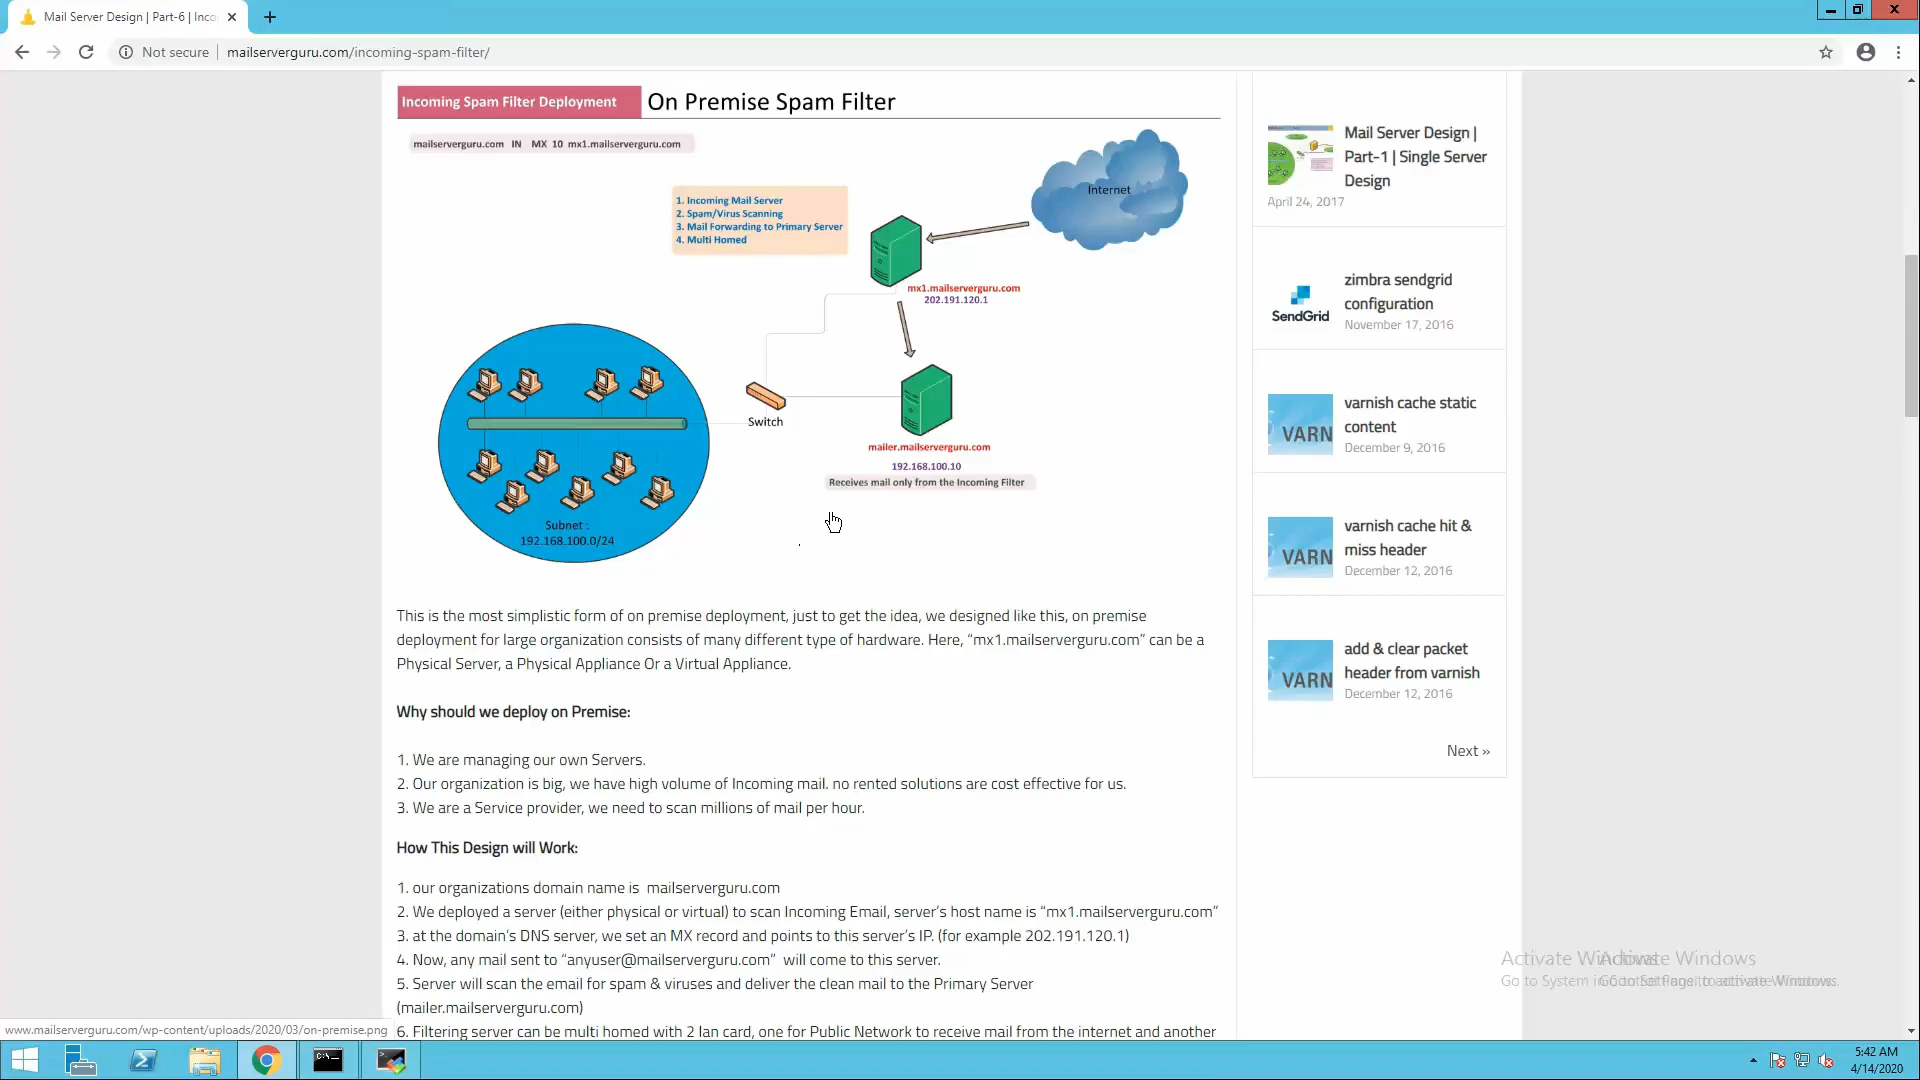 Mail Server Design | Part-6 | Inco
Not secure
mailserverguru.com/incoming-spam-filter/
Incoming Spam Filter Deployment
On Premise Spam Filter
mailserverguru.com IN MX 10 mx1.mailserverguru.com
1. Incoming Mail Server
2. Spam/Virus Scanning
3. Mail Forwarding to Primary Server
4. Multi Homed
Internet
mx1.mailserverguru.com
202.191.120.1
Switch
mailer.mailserverguru.com
192.168.100.10
Receives mail only from the Incoming Filter
Subnet :
192.168.100.0/24
This is the most simplistic form of on premise deployment, just to get the idea, we designed like this, on premise
deployment for large organization consists of many different type of hardware. Here, “mx1.mailserverguru.com” can be a
Physical Server, a Physical Appliance Or a Virtual Appliance.
Why should we deploy on Premise:
1. We are managing our own Servers.
2. Our organization is big, we have high volume of Incoming mail. no rented solutions are cost effective for us.
3. We are a Service provider, we need to scan millions of mail per hour.
How This Design will Work:
1. our organizations domain name is mailserverguru.com
2. We deployed a server (either physical or virtual) to scan Incoming Email, server’s host name is “mx1.mailserverguru.com”
3. at the domain’s DNS server, we set an MX record and points to this server’s IP. (for example 202.191.120.1)
4. Now, any mail sent to “anyuser@mailserverguru.com” will come to this server.
5. Server will scan the email for spam & viruses and deliver the clean mail to the Primary Server
(mailer.mailserverguru.com)
6. Filtering server can be multi homed with 2 lan card, one for Public Network to receive mail from the internet and another
Mail Server Design |
Part-1 | Single Server
Design
April 24, 2017
SendGrid
zimbra sendgrid
configuration
November 17, 2016
VARN
varnish cache static
content
December 9, 2016
VARN
varnish cache hit &
miss header
December 12, 2016
VARN
add & clear packet
header from varnish
December 12, 2016
Next »
Activate Windows
Go to System in
www.mailserverguru.com/wp-content/uploads/2020/03/on-premise.png
5:42 AM
4/14/2020